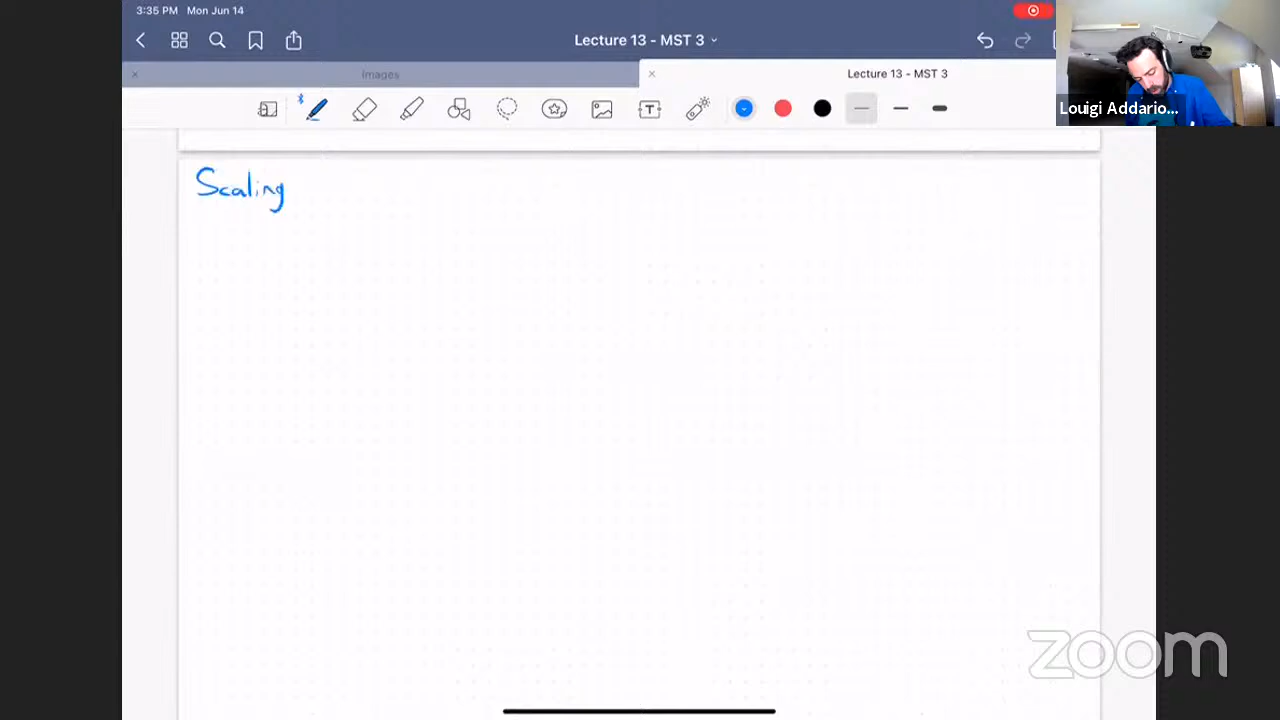 3:35 PM Mon Jun 14
Lecture 13 - MST 3
Images
Lecture 13 - MST 3
T
Louigi Addario...
Scaling
zoom